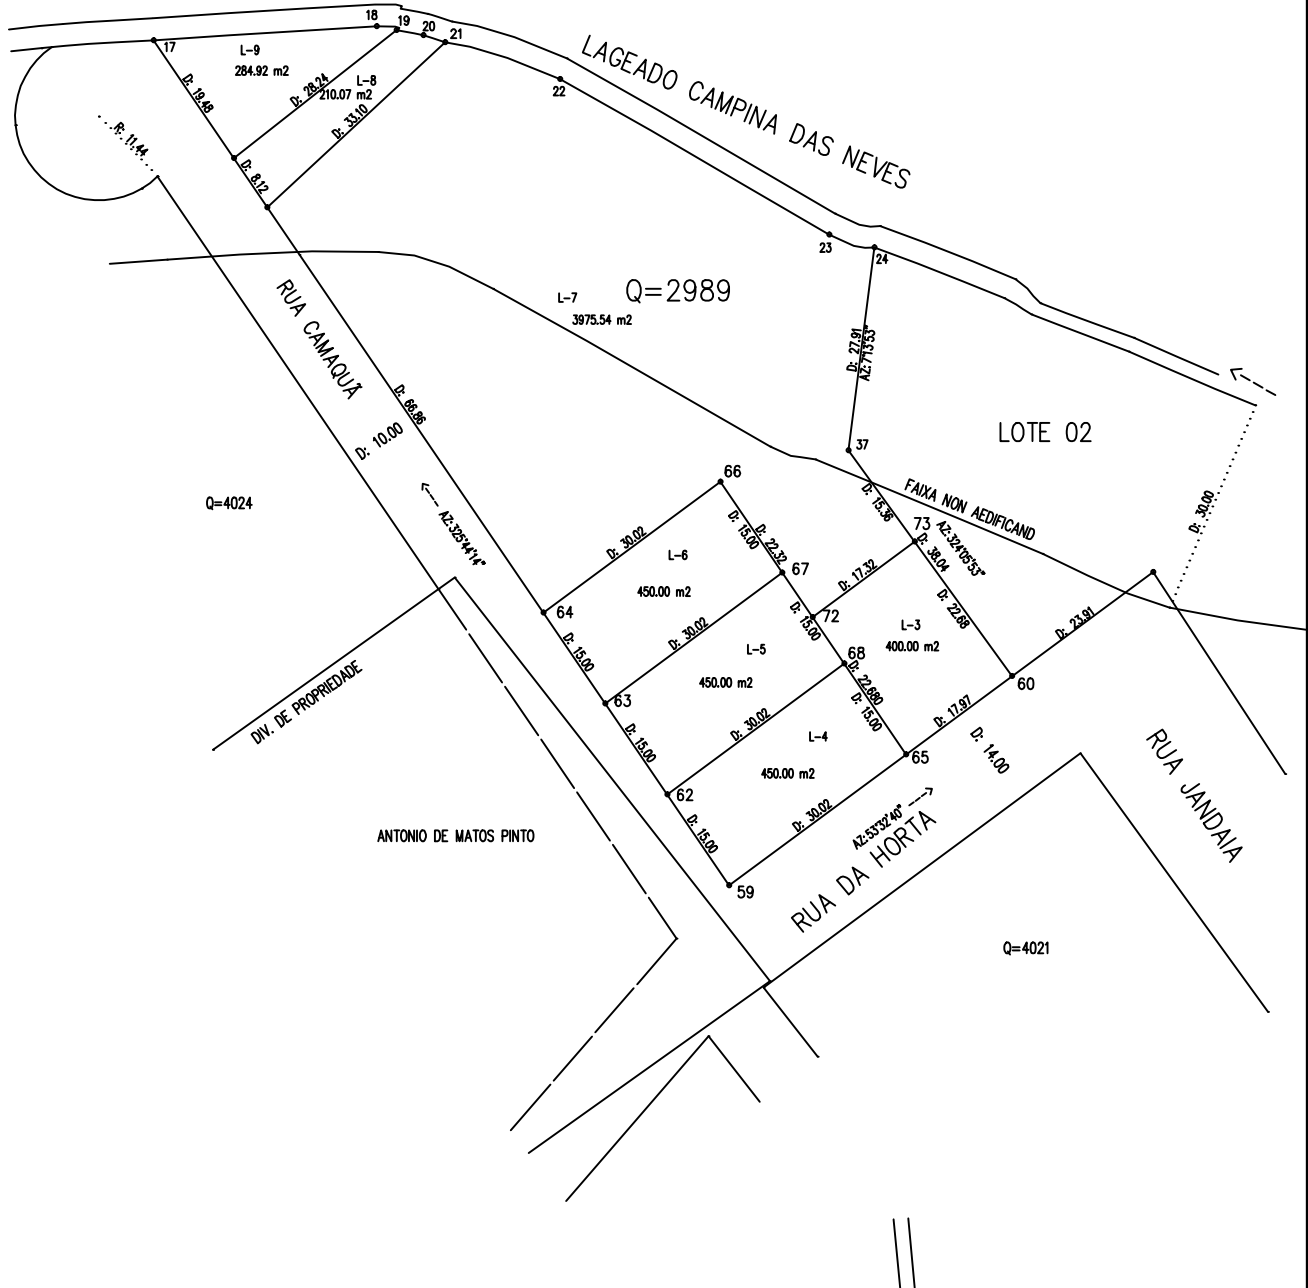 18
19
20
21
17
L-9
284.92 m2
L-8
210.07 m2
D: 19.48
D: 28.24
D: 33.10
R: 11.44
D: 8.12
22
LAGEADO CAMPINA DAS NEVES
23
24
L-7
Q=2989
3975.54 m2
RUA CAMAQUÃ
D: 27.91
AZ:7°13'53"
D: 66.86
D: 10.00
37
LOTE 02
FAIXA NON AEDIFICAND
D: 30.00
Q=4024
AZ:325°44'14"
66
D: 15.00
D: 22.32
D: 15.36
73
AZ:324°05'53"
D: 38.04
D: 30.02
L-6
450.00 m2
67
D: 17.32
64
72
D: 15.00
L-3
400.00 m2
D: 22.68
D: 23.91
D: 30.02
D: 15.00
L-5
450.00 m2
68
D: 22.680
D: 15.00
60
63
D: 17.97
DIV. DE PROPRIEDADE
D: 15.00
D: 30.02
L-4
450.00 m2
65
D: 14.00
RUA JANDAIA
62
D: 15.00
D: 30.02
AZ:53°32'40"
RUA DA HORTA
ANTONIO DE MATOS PINTO
59
Q=4021